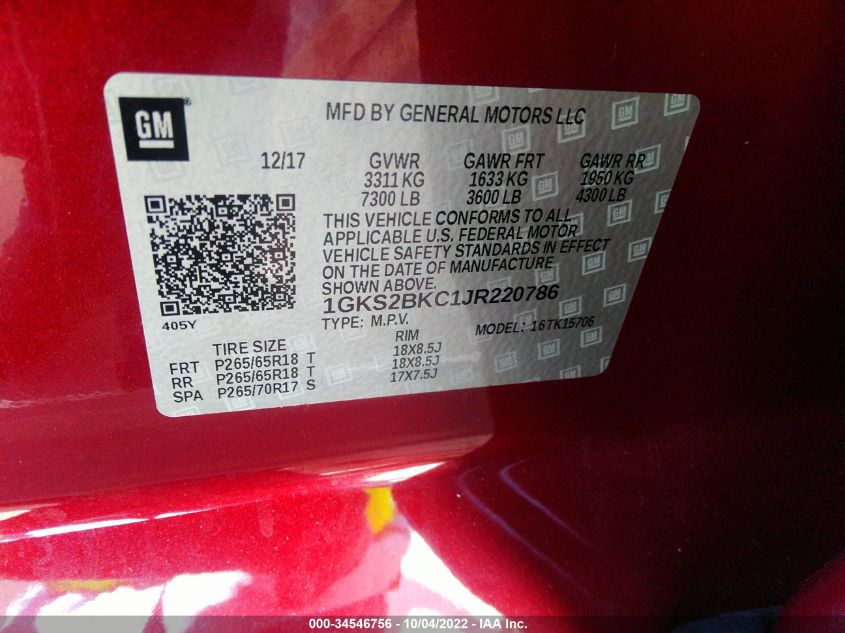 GM
MFD BY GENERAL MOTORS LLC
12/17 GVWR GAWR FRT GAWR RR
3311 KG 1633 KG 1950 KG
7300 LB 3600 LB 4300 LB
THIS VEHICLE CONFORMS TO ALL
APPLICABLE U.S. FEDERAL MOTOR
VEHICLE SAFETY STANDARDS IN EFFECT
ON THE DATE OF MANUFACTURE
SHOWN ABOVE.
1GKS2BKC1JR220786
405Y
TYPE: M.P.V. MODEL: 16TK15706
TIRE SIZE RIM
FRT P265/65R18 T 18X8.5J
RR P265/65R18 T 18X8.5J
SPA P265/70R17 S 17X7.5J
000-34546756 - 10/04/2022 - IAA Inc.